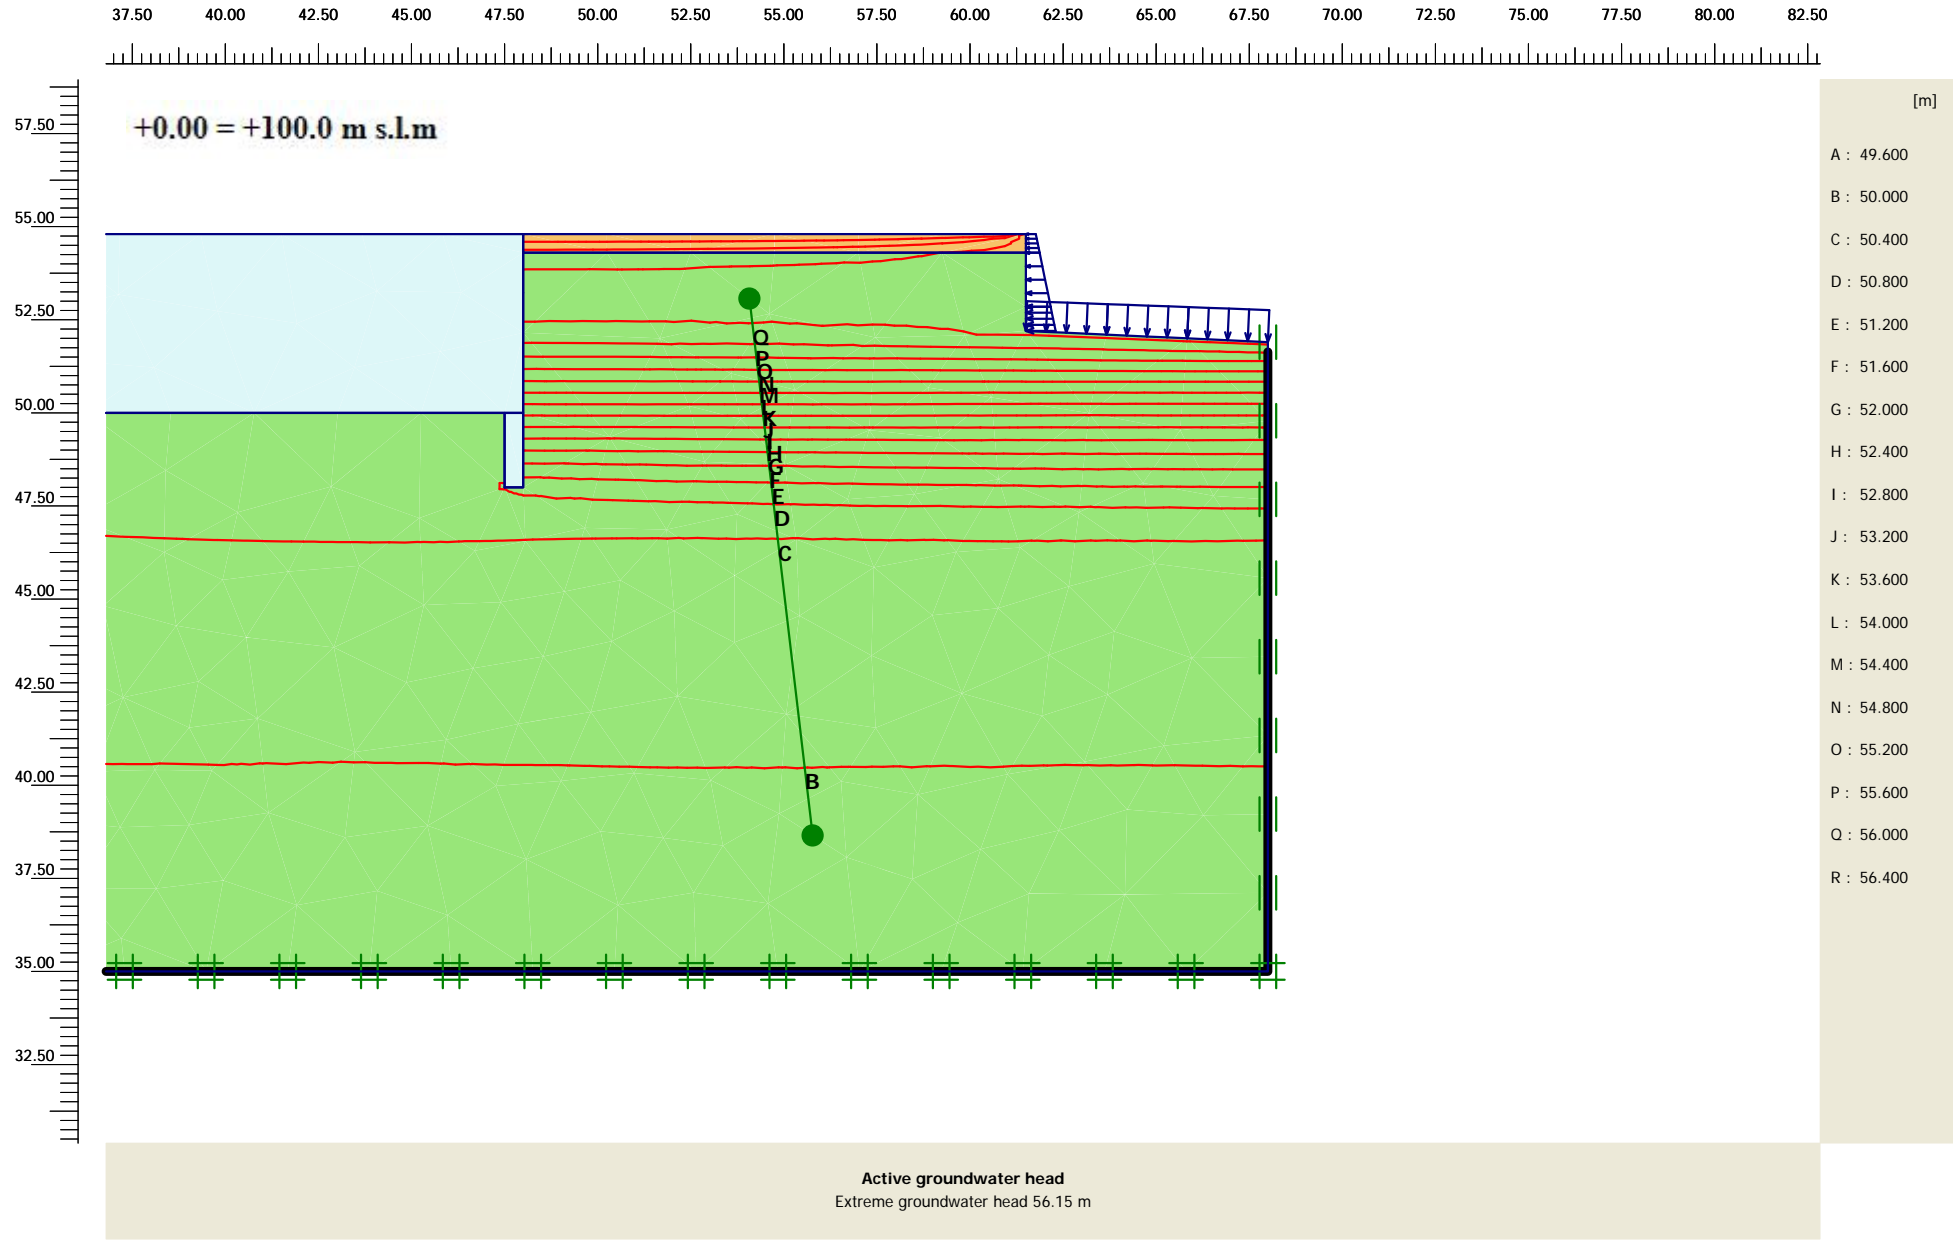 37.50 40.00 42.50 45.00 47.50 50.00 52.50 55.00 57.50 60.00 62.50 65.00 67.50 70.00 72.50 75.00 77.50 80.00 82.50
57.50
55.00
52.50
50.00
47.50
45.00
42.50
40.00
37.50
35.00
32.50
+0.00 = +100.0 m s.l.m
Q
P
O
N
M
K
J
H
G
F
E
D
C
B
[m]
A : 49.600
B : 50.000
C : 50.400
D : 50.800
E : 51.200
F : 51.600
G : 52.000
H : 52.400
I : 52.800
J : 53.200
K : 53.600
L : 54.000
M : 54.400
N : 54.800
O : 55.200
P : 55.600
Q : 56.000
R : 56.400
Active groundwater head
Extreme groundwater head 56.15 m